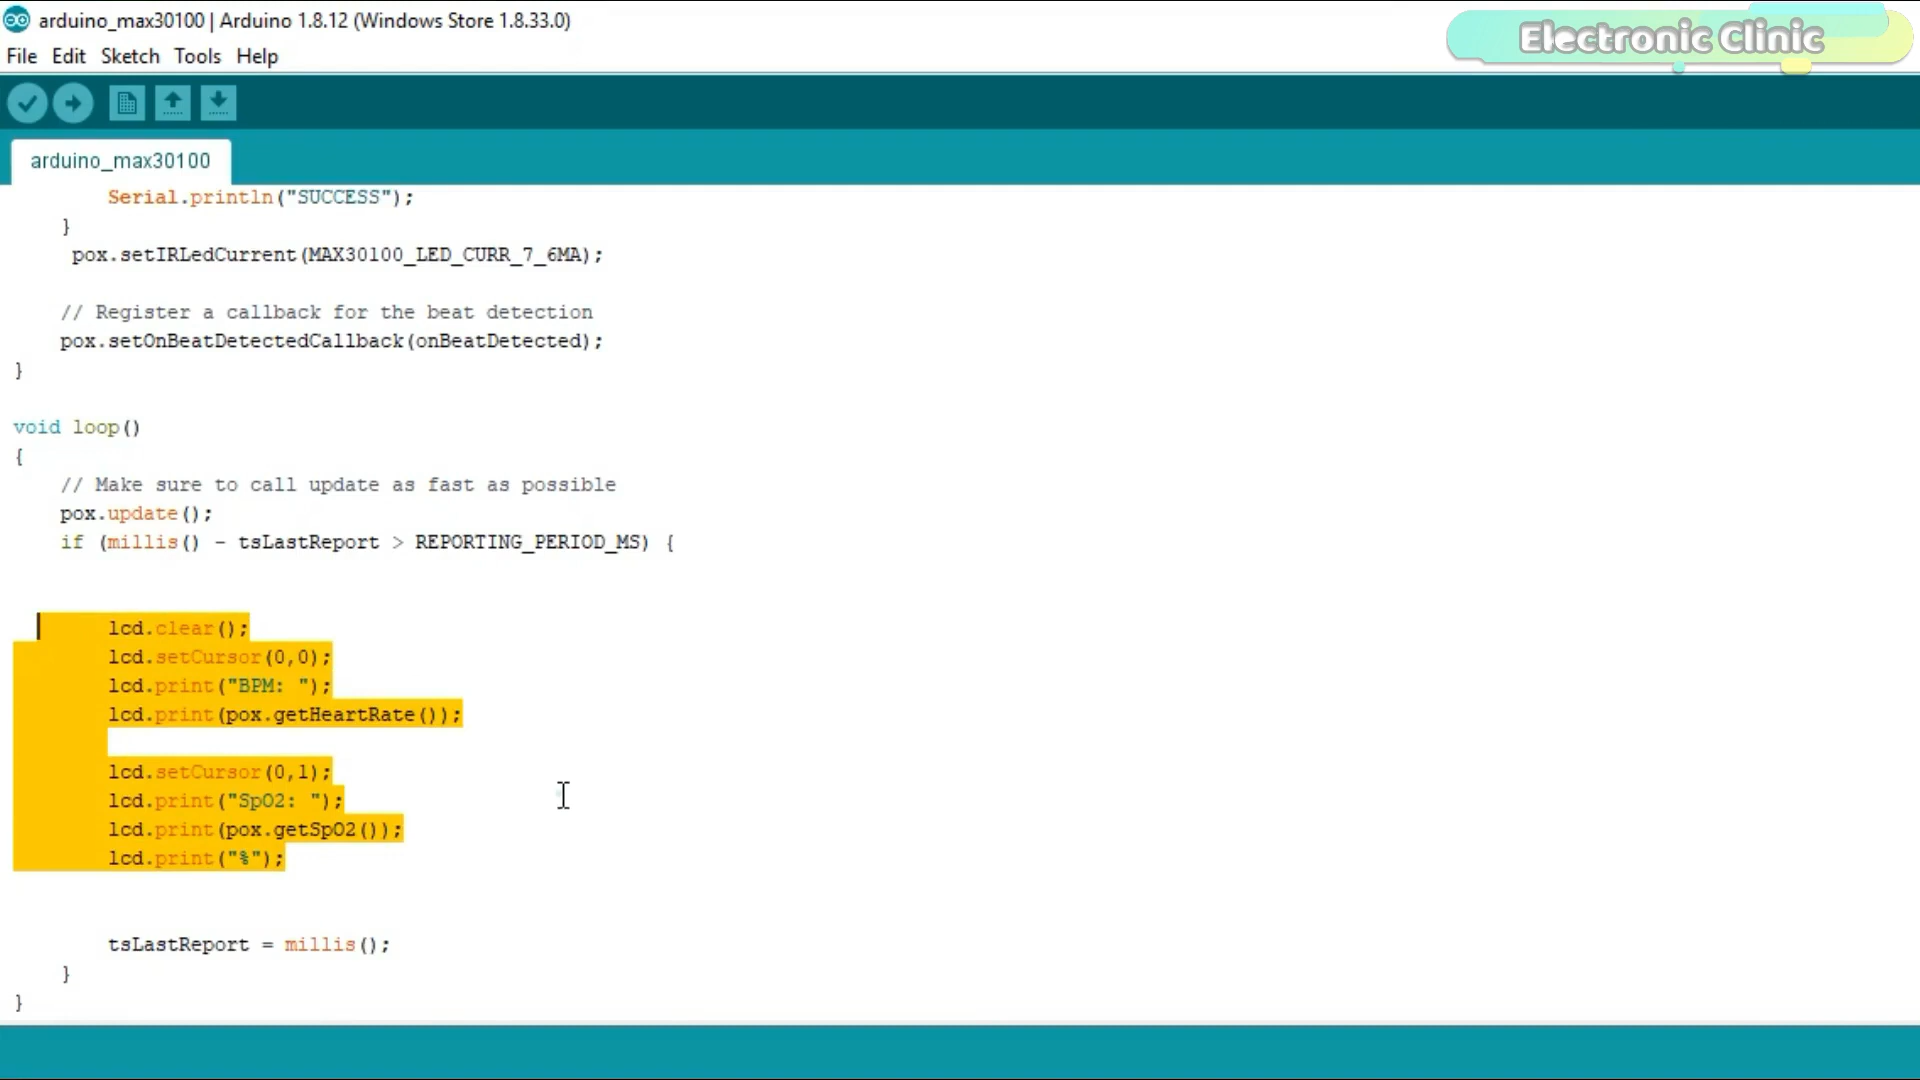 arduino_max30100 | Arduino 1.8.12 (Windows Store 1.8.33.0)
Electronic Clinic
File Edit Sketch Tools Help
arduino_max30100
Serial.println("SUCCESS");
}
pox.setIRLedCurrent(MAX30100_LED_CURR_7_6MA);
// Register a callback for the beat detection
pox.setOnBeatDetectedCallback(onBeatDetected);
}
void loop()
{
// Make sure to call update as fast as possible
pox.update();
if (millis() - tsLastReport > REPORTING_PERIOD_MS) {
lcd.clear();
lcd.setCursor(0,0);
lcd.print("BPM: ");
lcd.print(pox.getHeartRate());
lcd.setCursor(0,1);
lcd.print("SpO2: ");
lcd.print(pox.getSpO2());
lcd.print("%");
tsLastReport = millis();
}
}